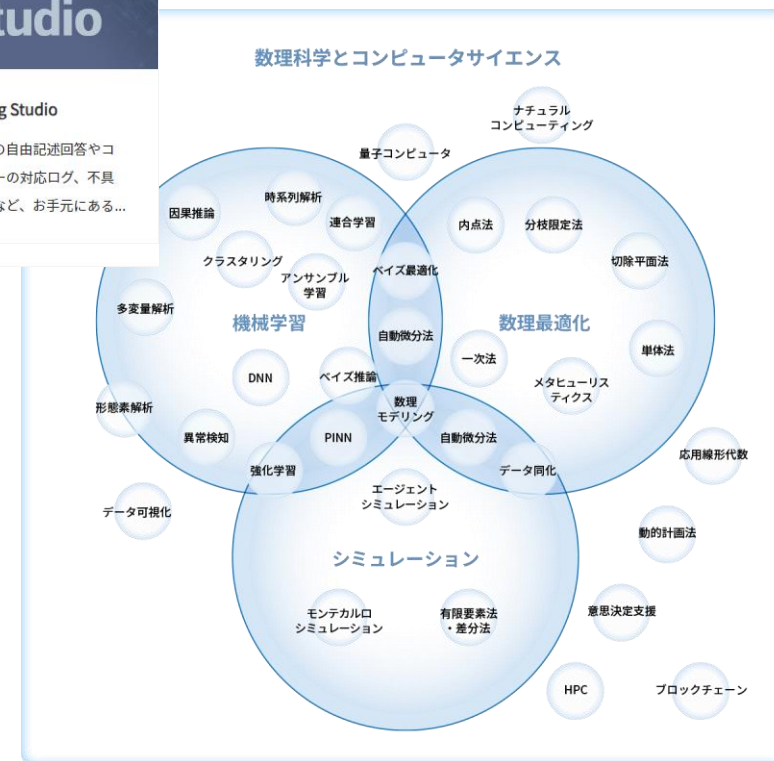 tudio
g Studio
の自由記述回答やコ
ーの対応ログ、不具
など、お手元にある...
数理科学とコンピュータサイエンス
ナチュラル
コンピューティング
量子コンピュータ
時系列解析
因果推論
連合学習
内点法
分枝限定法
クラスタリング
切除平面法
ベイズ最適化
アンサンブル
学習
多変量解析
機械学習
数理最適化
自動微分法
単体法
一次法
DNN
ベイズ推論
メタヒューリス
ティクス
形態素解析
数理
モデリング
異常検知
PINN
自動微分法
応用線形代数
強化学習
データ同化
エージェント
シミュレーション
データ可視化
動的計画法
シミュレーション
モンテカルロ
シミュレーション
有限要素法
・差分法
意思決定支援
HPC
ブロックチェーン